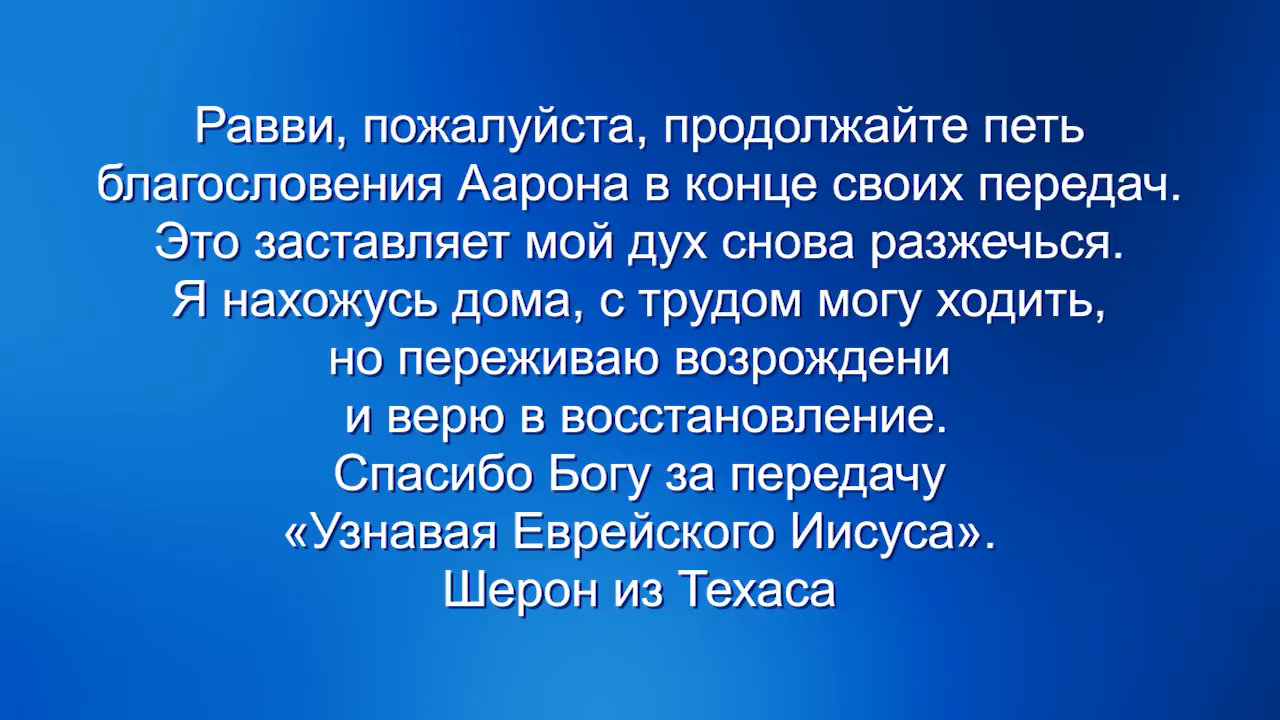 Равви, пожалуйста, продолжайте петь
благословения Аарона в конце своих передач.
Это заставляет мой дух снова разжечься.
Я нахожусь дома, с трудом могу ходить,
но переживаю возрождени
и верю в восстановление.
Спасибо Богу за передачу
«Узнавая Еврейского Иисуса».
Шерон из Техаса